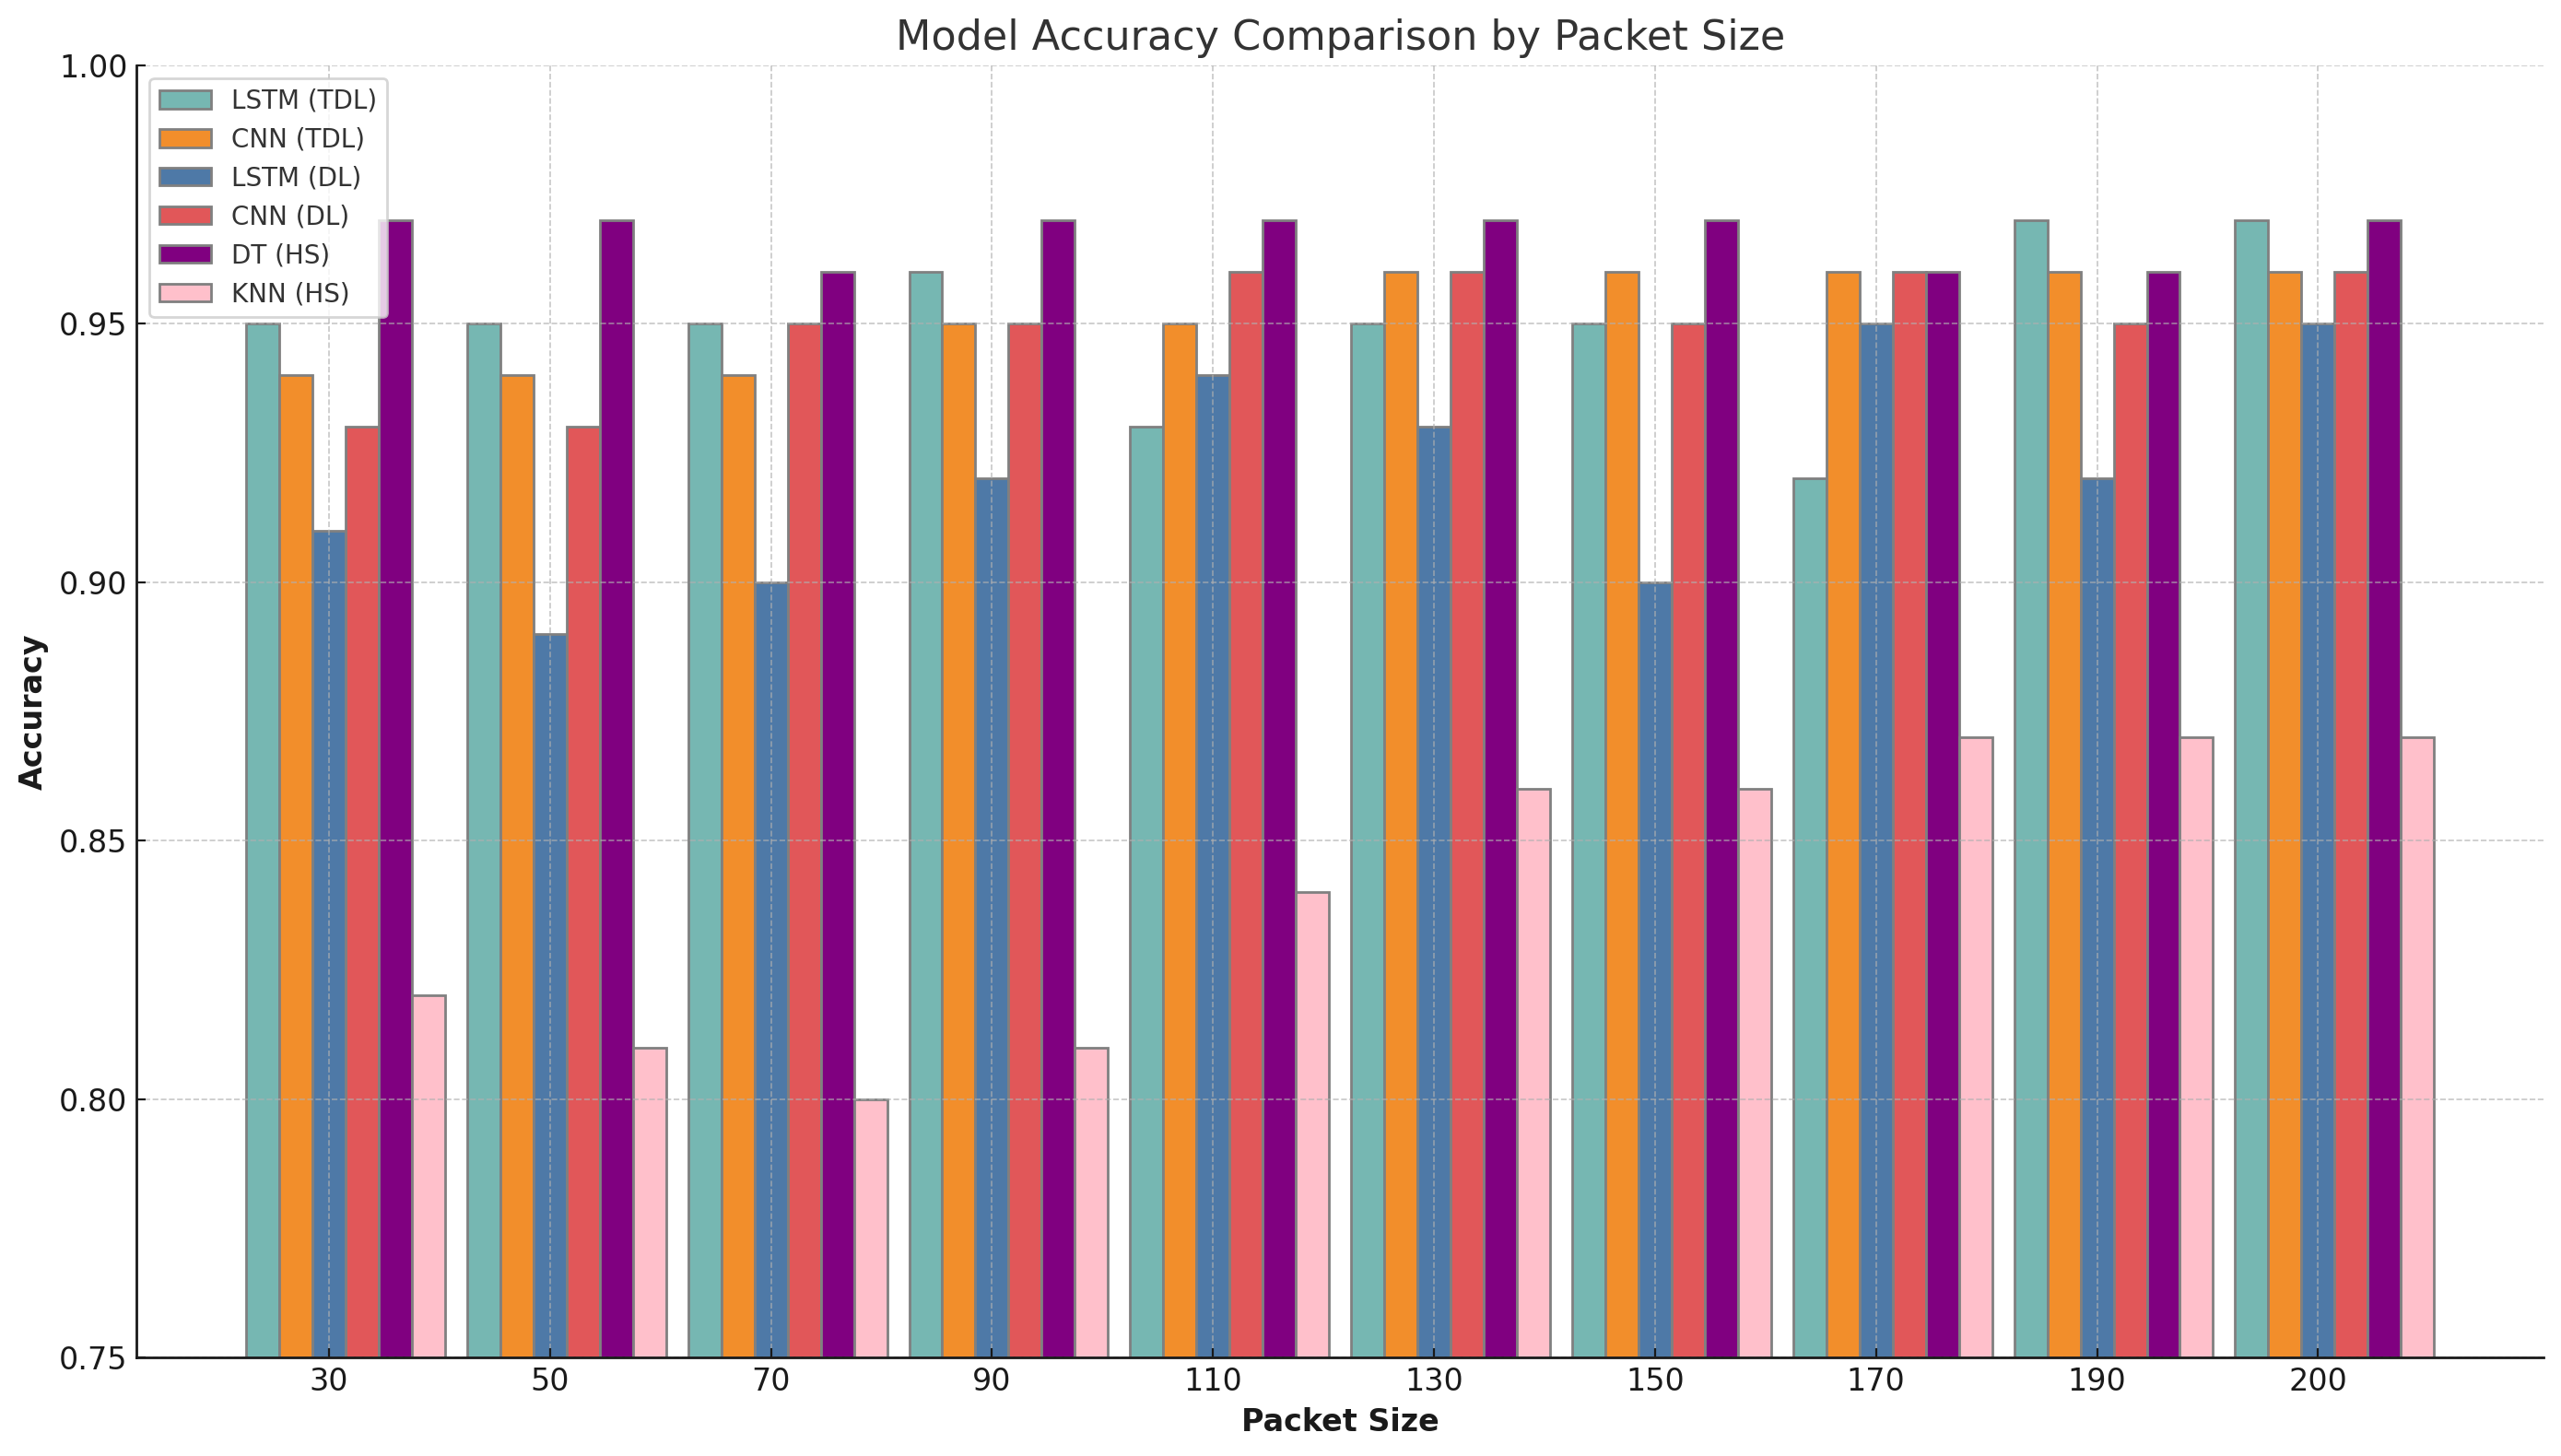 Model Accuracy Comparison by Packet Size
1.00
0.95
0.90
0.85
0.80
0.75
Accuracy
LSTM (TDL)
CNN (TDL)
LSTM (DL)
CNN (DL)
DT (HS)
KNN (HS)
30 50 70 90 110 130 150 170 190 200
Packet Size